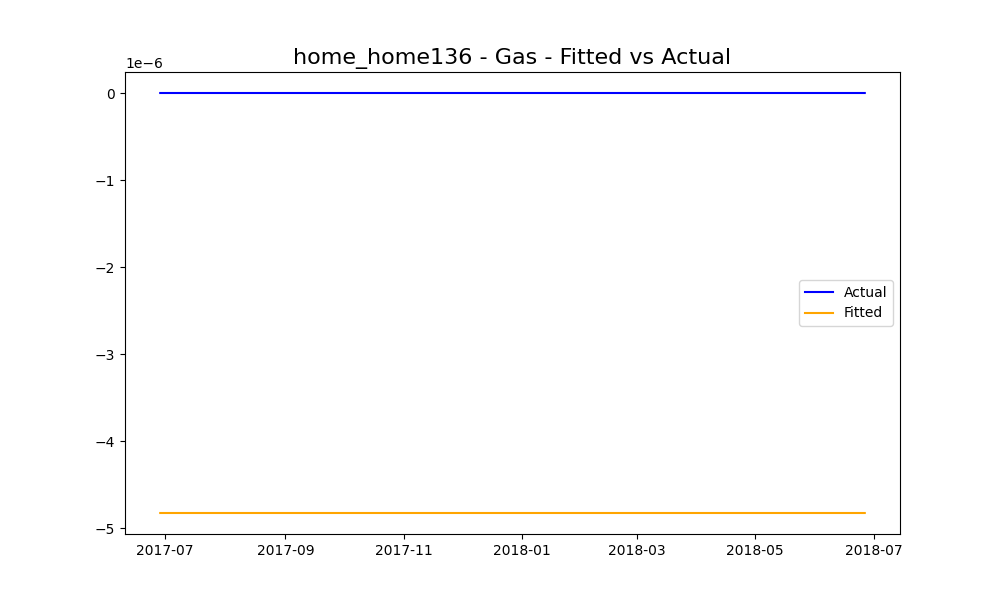 home_home136 - Gas - Fitted vs Actual
1e−6
0
−1
−2
−3
−4
−5
Actual
Fitted
2017-07 2017-09 2017-11 2018-01 2018-03 2018-05 2018-07